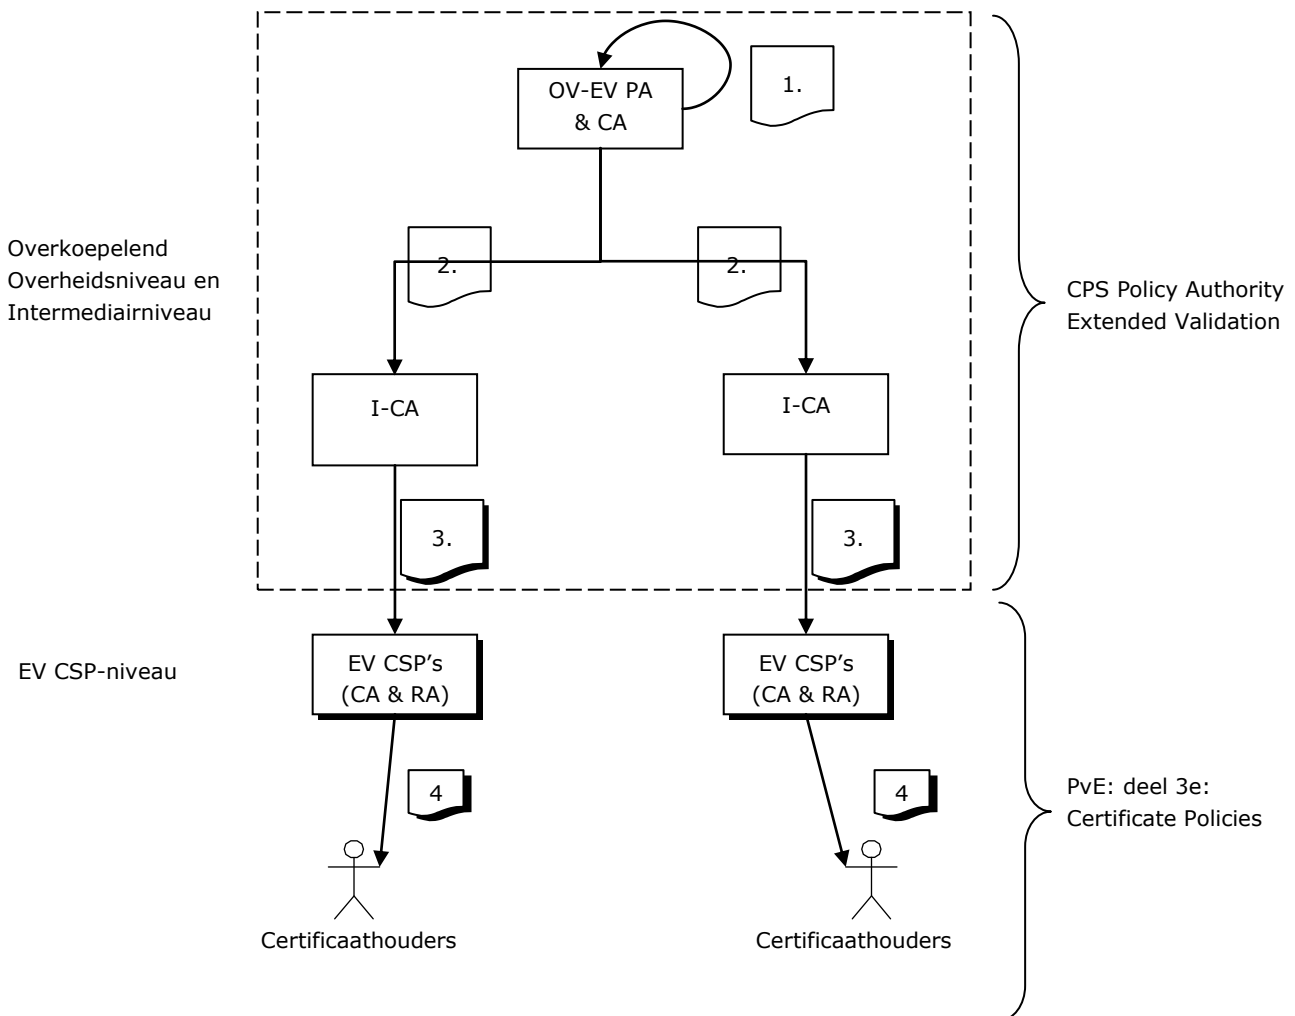 OV-EV PA
& CA
1.
Overkoepelend
Overheidsniveau en
Intermediairniveau
2.
2.
CPS Policy Authority
Extended Validation
I-CA
I-CA
3.
3.
EV CSP-niveau
EV CSP’s
(CA & RA)
EV CSP’s
(CA & RA)
4
4
PvE: deel 3e:
Certificate Policies
Certificaathouders
Certificaathouders